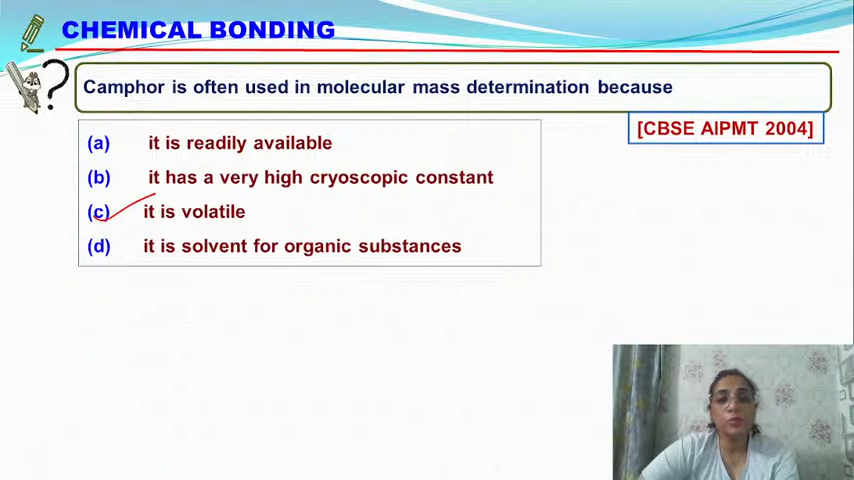 CHEMICAL BONDING
Camphor is often used in molecular mass determination because
[CBSE AIPMT 2004]
(a) it is readily available
(b) it has a very high cryoscopic constant
(c) it is volatile
(d) it is solvent for organic substances